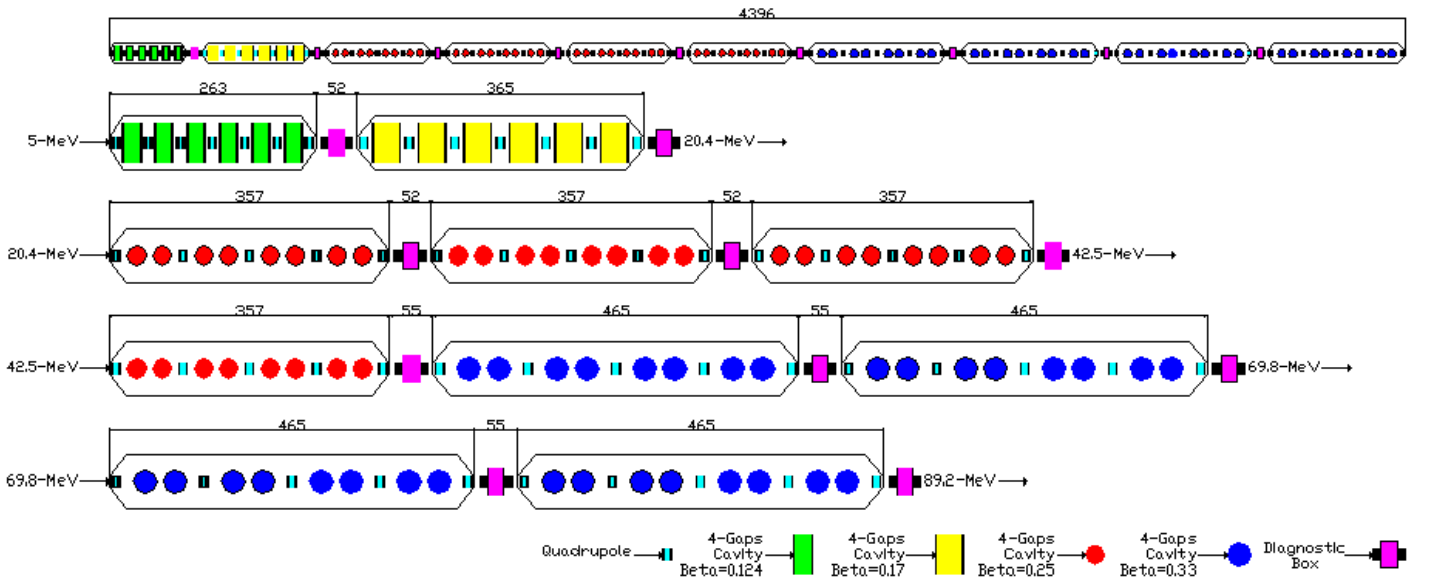 4396
263 52 365
5-MeV 20.4-MeV
357 52 357 52 357
20.4-MeV 42.5-MeV
357 55 465 55 465
42.5-MeV 69.8-MeV
465 55 465
69.8-MeV 89.2-MeV
Quadrupole
4-Gaps
Cavity
Beta=0.124
4-Gaps
Cavity
Beta=0.17
4-Gaps
Cavity
Beta=0.25
4-Gaps
Cavity
Beta=0.33
Diagnostic
Box